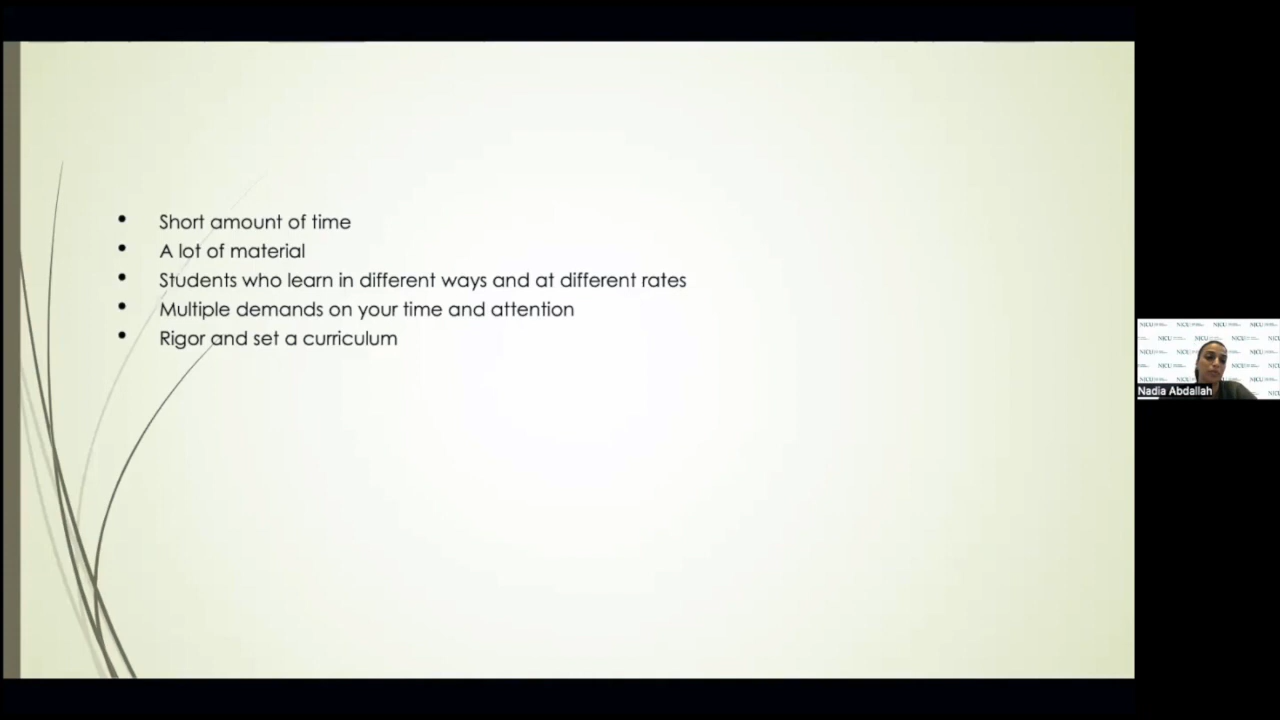 • Short amount of time
• A lot of material
• Students who learn in different ways and at different rates
• Multiple demands on your time and attention
• Rigor and set a curriculum
Nadia Abdallah